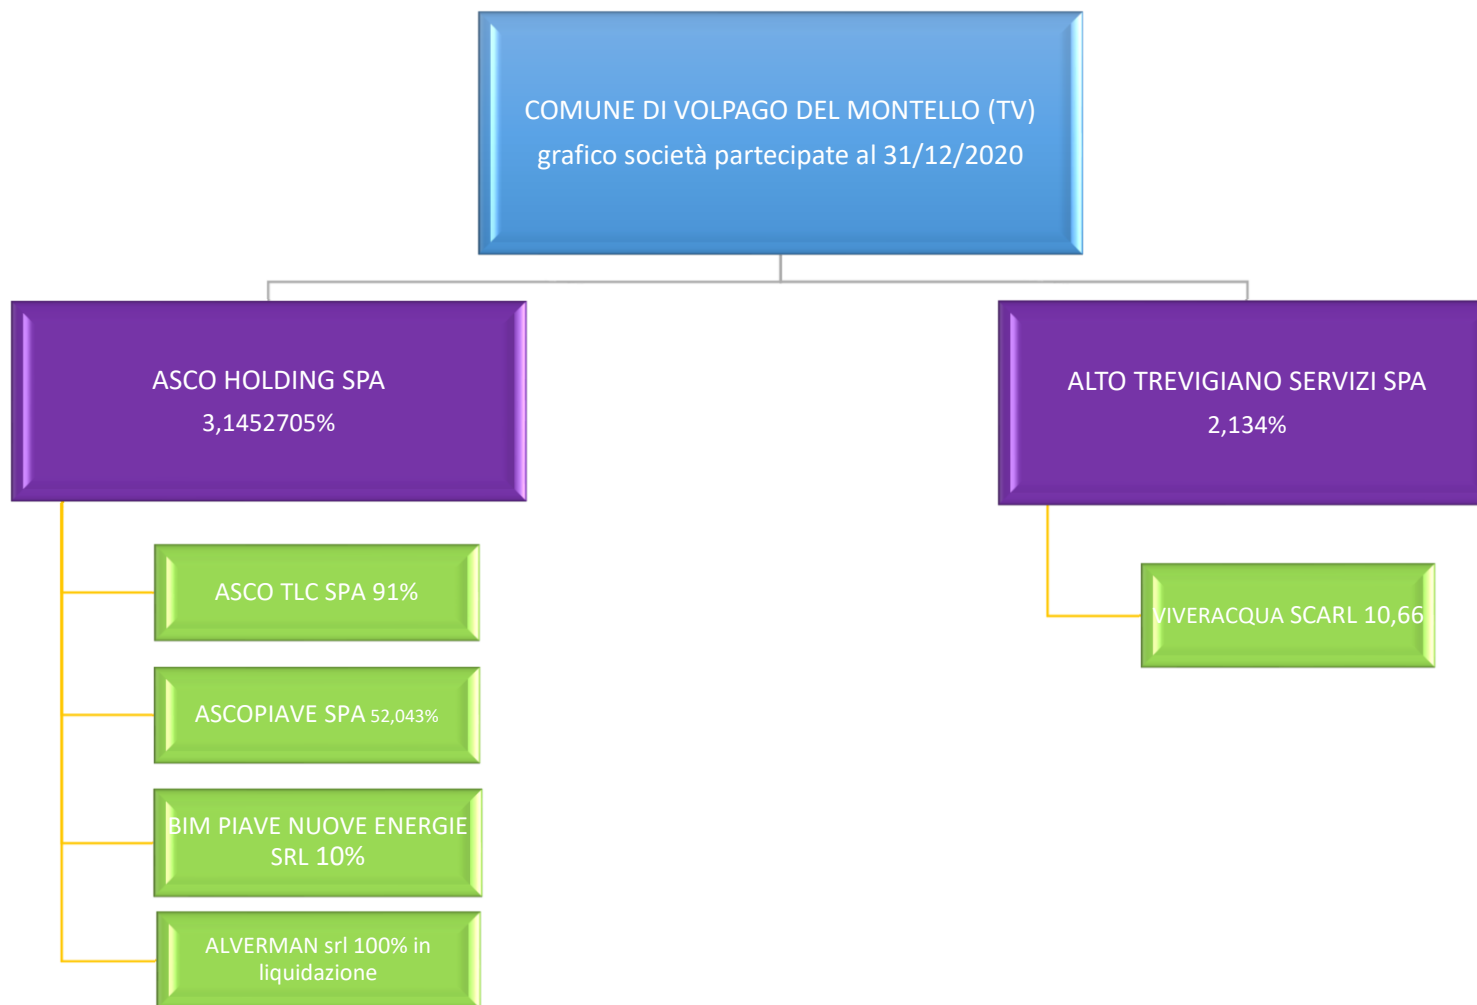 COMUNE DI VOLPAGO DEL MONTELLO (TV)
grafico società partecipate al 31/12/2020
ASCO HOLDING SPA
3,1452705%
ALTO TREVIGIANO SERVIZI SPA
2,134%
ASCO TLC SPA 91%
ASCOPIAVE SPA 52,043%
BIM PIAVE NUOVE ENERGIE
SRL 10%
ALVERMAN srl 100% in
liquidazione
VIVERACQUA SCARL 10,66